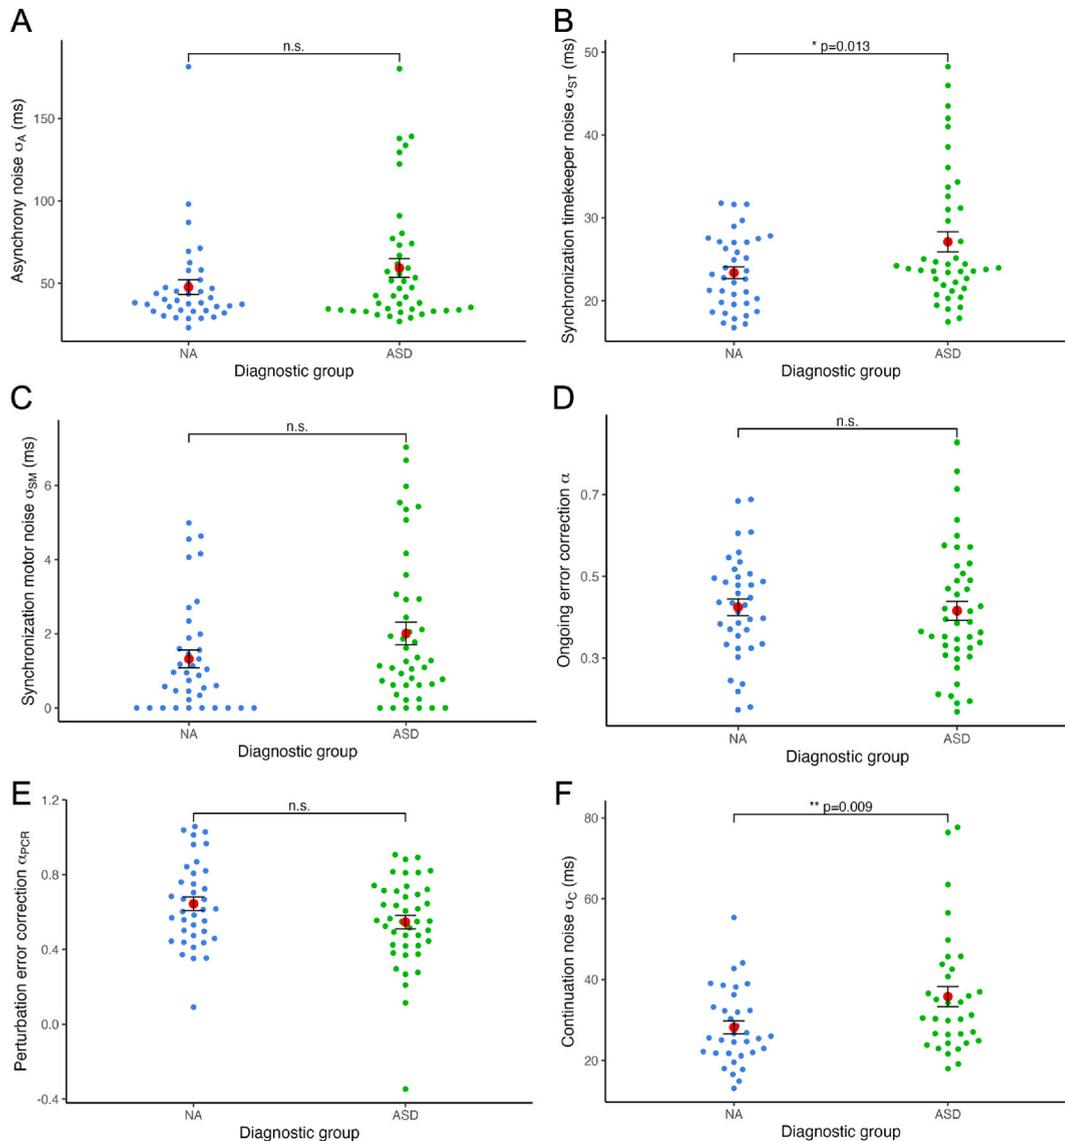 A
n.s.
Asynchrony noise σA (ms)
150
100
50
NA
ASD
Diagnostic group
B
* p=0.013
Synchronization timekeeper noise σST (ms)
50
40
30
20
NA
ASD
Diagnostic group
C
n.s.
Synchronization motor noise σSM (ms)
6
4
2
0
NA
ASD
Diagnostic group
D
n.s.
Ongoing error correction α
0.7
0.5
0.3
NA
ASD
Diagnostic group
E
n.s.
Perturbation error correction αPCR
1.2
0.8
0.4
0.0
-0.4
NA
ASD
Diagnostic group
F
** p=0.009
Continuation noise σC (ms)
80
60
40
20
NA
ASD
Diagnostic group